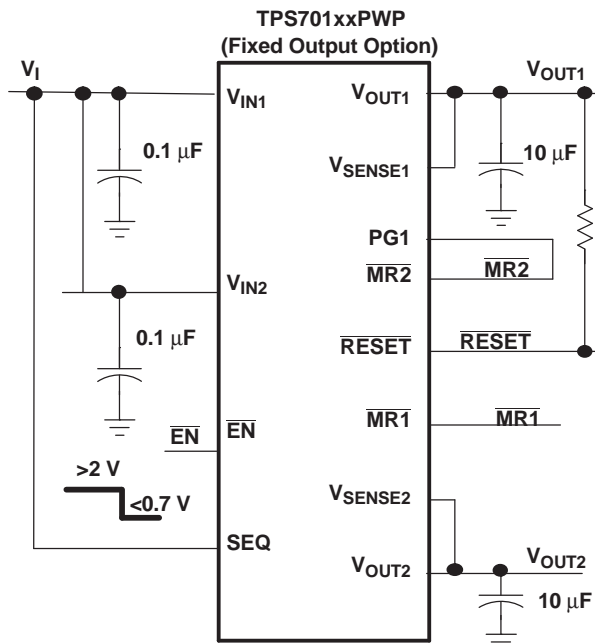 TPS701xxPWP
(Fixed Output Option)
VI
VIN1
VOUT1
VOUT1
0.1 μF
10 μF
VSENSE1
PG1
MR2
MR2
VIN2
0.1 μF
RESET
RESET
EN
EN
MR1
MR1
>2 V
<0.7 V
VSENSE2
SEQ
VOUT2
VOUT2
10 μF